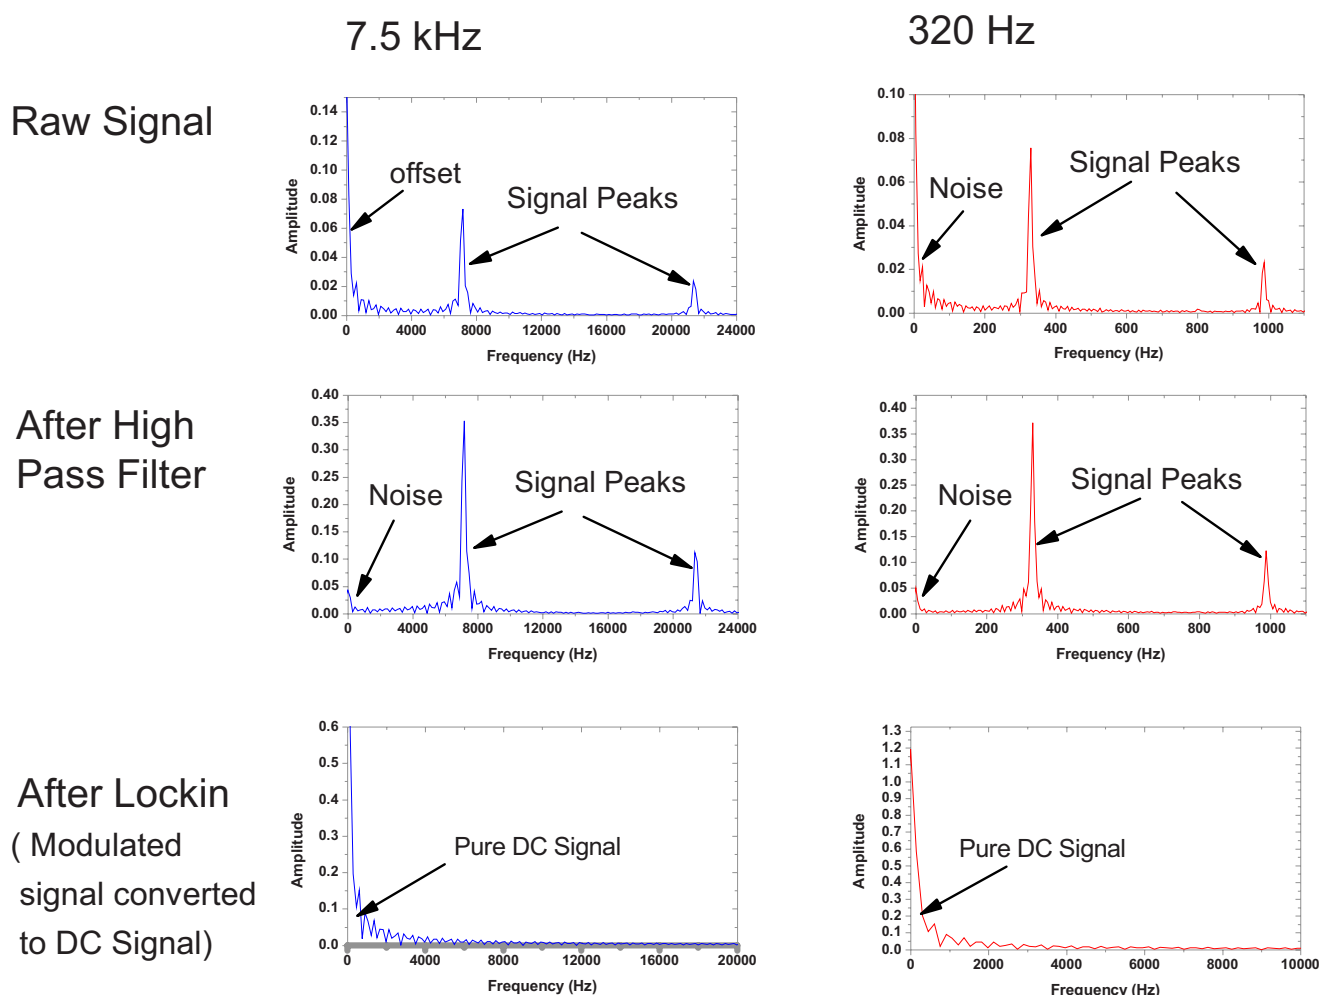 7.5 kHz
320 Hz
Raw Signal
0.14
0.12
0.10
0.08
0.06
0.04
0.02
0.00
Amplitude
offset
Signal Peaks
0 4000 8000 12000 16000 20000 24000
Frequency (Hz)
0.10
0.08
0.06
0.04
0.02
0.00
Amplitude
Noise
Signal Peaks
0 200 400 600 800 1000
Frequency (Hz)
After High
Pass Filter
0.40
0.35
0.30
0.25
0.20
0.15
0.10
0.05
0.00
Amplitude
Noise
Signal Peaks
0 4000 8000 12000 16000 20000 24000
Frequency (Hz)
0.40
0.35
0.30
0.25
0.20
0.15
0.10
0.05
0.00
Amplitude
Noise
Signal Peaks
0 200 400 600 800 1000
Frequency (Hz)
After Lockin
( Modulated
signal converted
to DC Signal)
0.6
0.5
0.4
0.3
0.2
0.1
0.0
Amplitude
Pure DC Signal
0 4000 8000 12000 16000 20000
Frequency (Hz)
1.3
1.2
1.1
1.0
0.9
0.8
0.7
0.6
0.5
0.4
0.3
0.2
0.1
0.0
Amplitude
Pure DC Signal
0 2000 4000 6000 8000 10000
Frequency (Hz)